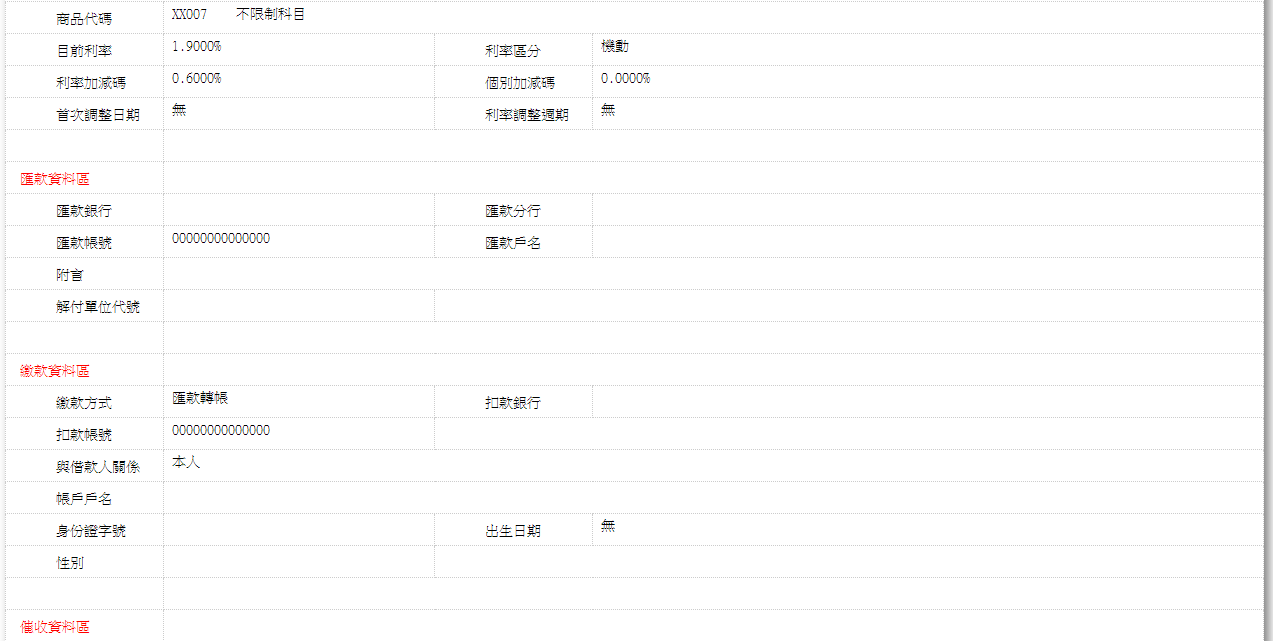 商品代碼 XX007 不限制科目
目前利率 1.9000% 利率區分 機動
利率加減碼 0.6000% 個別加減碼 0.0000%
首次調整日期 無 利率調整週期 無
匯款資料區
匯款銀行 匯款分行
匯款帳號 00000000000000 匯款戶名
附言
解付單位代號
繳款資料區
繳款方式 匯款轉帳 扣款銀行
扣款帳號 00000000000000
與借款人關係 本人
帳戶戶名
身份證字號 出生日期 無
性別
催收資料區